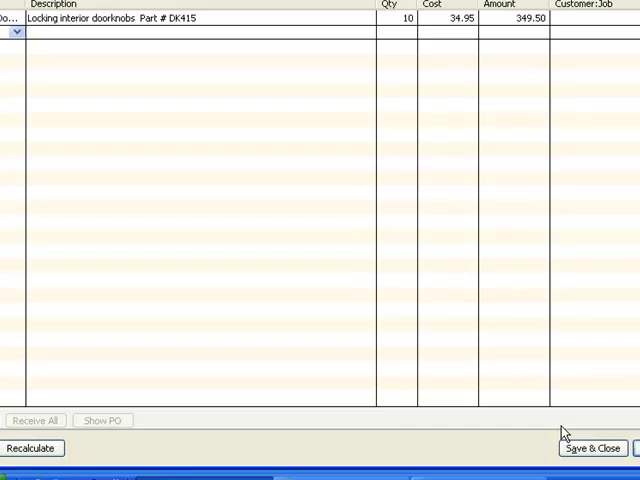 Description Qty Cost Amount Customer:Job
Do... Locking interior doorknobs Part # DK415 10 34.95 349.50
Receive All Show PO
Recalculate Save & Close